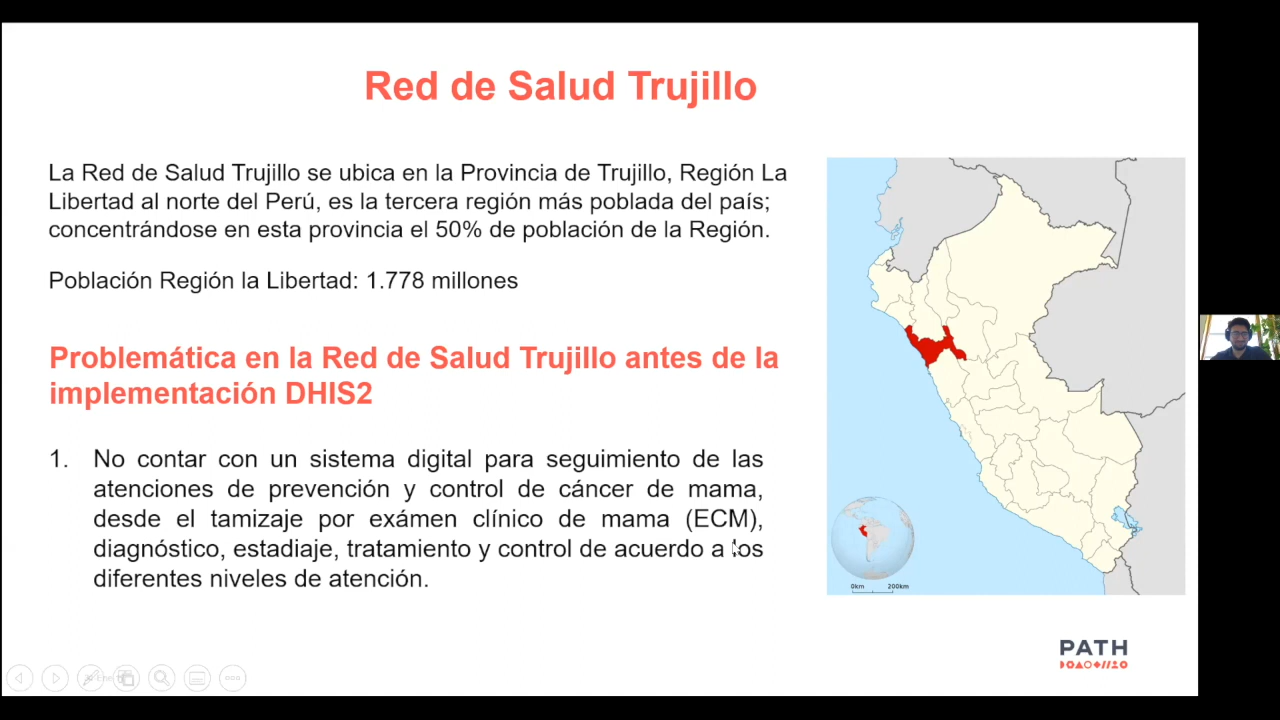 Red de Salud Trujillo
La Red de Salud Trujillo se ubica en la Provincia de Trujillo, Región La
Libertad al norte del Perú, es la tercera región más poblada del país;
concentrándose en esta provincia el 50% de población de la Región.
Población Región la Libertad: 1.778 millones
Problemática en la Red de Salud Trujillo antes de la
implementación DHIS2
1. No contar con un sistema digital para seguimiento de las
atenciones de prevención y control de cáncer de mama,
desde el tamizaje por exámen clínico de mama (ECM),
diagnóstico, estadiaje, tratamiento y control de acuerdo a los
diferentes niveles de atención.
0km 200km
PATH